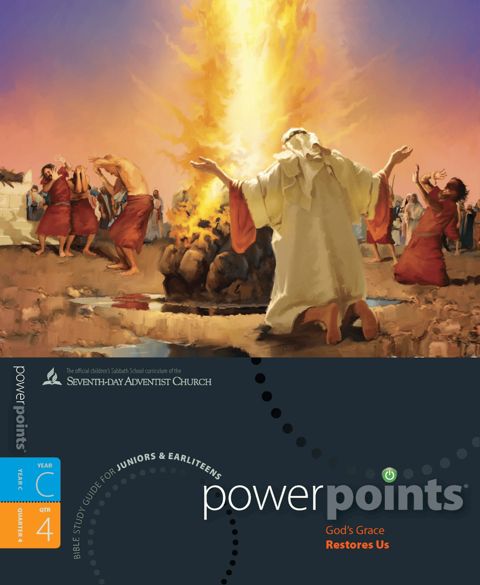 The official children's Sabbath School curriculum of the
SEVENTH-DAY ADVENTIST CHURCH
powerpoints
YEAR C
YEAR
C
QUARTER 4
QTR
4
BIBLE STUDY GUIDE FOR JUNIORS & EARLITEENS
powerpoints
God's Grace
Restores Us